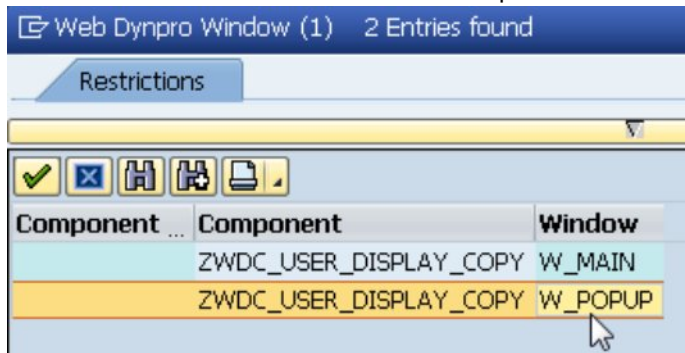 Web Dynpro Window (1) 2 Entries found
Restrictions
Component ... Component Window
ZWDC_USER_DISPLAY_COPY W_MAIN
ZWDC_USER_DISPLAY_COPY W_POPUP